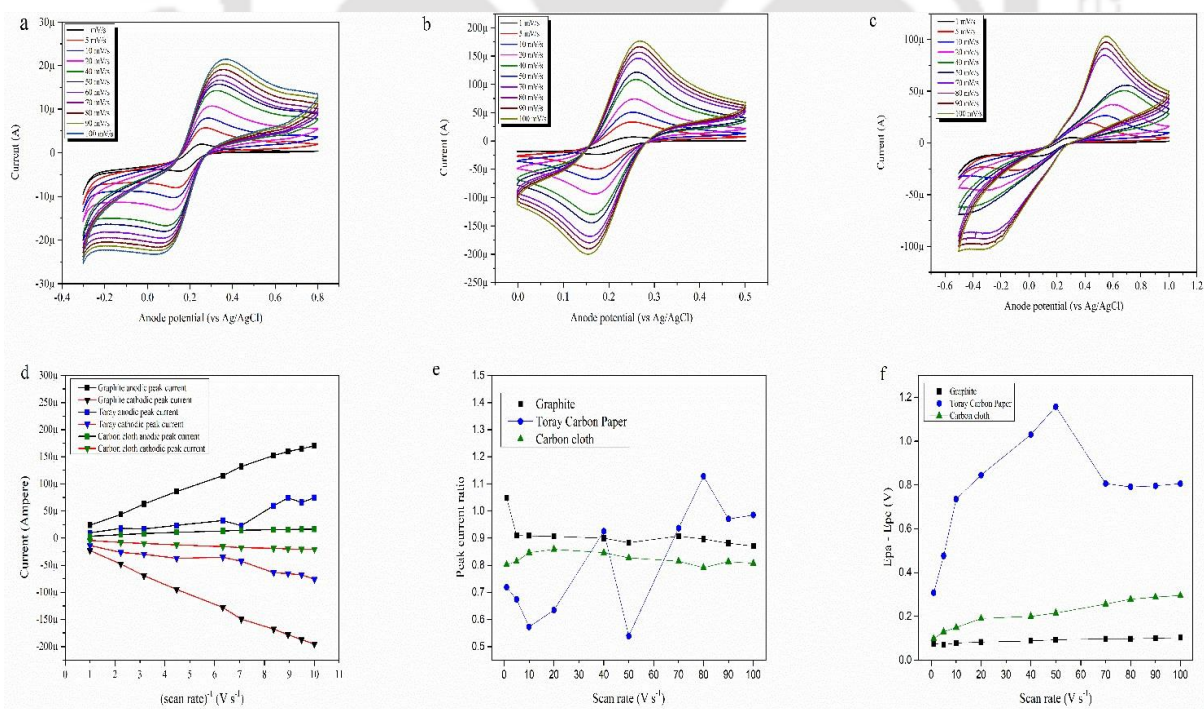 a
30μ
20μ
10μ
0
-10μ
-20μ
-30μ
Current (A)
mV/s
5 mV/s
10 mV/s
20 mV/s
40 mV/s
50 mV/s
60 mV/s
70 mV/s
80 mV/s
90 mV/s
100 mV/s
-0.4 -0.2 0.0 0.2 0.4 0.6 0.8
Anode potential (vs Ag/AgCl)
b
200μ
150μ
100μ
50μ
0
-50μ
-100μ
-150μ
-200μ
250μ
Current (A)
1 mV/s
5 mV/s
10 mV/s
20 mV/s
40 mV/s
50 mV/s
70 mV/s
80 mV/s
90 mV/s
100 mV/s
0.0 0.1 0.2 0.3 0.4 0.5
Anode potential (vs Ag/AgCl)
c
100μ
50μ
0
-50μ
-100μ
Current (A)
1 mV/s
5 mV/s
10 mV/s
20 mV/s
40 mV/s
50 mV/s
70 mV/s
80 mV/s
90 mV/s
100 mV/s
-0.6 -0.4 -0.2 0.0 0.2 0.4 0.6 0.8 1.0 1.2
Anode potential (vs Ag/AgCl)
d
300μ
250μ
200μ
150μ
100μ
50μ
0
-50μ
-100μ
-150μ
-200μ
Current (Ampere)
Graphite anodic peak current
Graphite cathodic peak current
Toray anodic peak current
Toray cathodic peak current
Carbon cloth anodic peak current
Carbon cloth cathodic peak current
0 1 2 3 4 5 6 7 8 9 10 11
(scan rate)⁻¹ (V s⁻¹)
e
1.5
1.4
1.3
1.2
1.1
1.0
0.9
0.8
0.7
0.6
0.5
Peak current ratio
Graphite
Toray Carbon Paper
Carbon cloth
0 10 20 30 40 50 60 70 80 90 100
Scan rate (V s⁻¹)
f
1.2
1.0
0.8
0.6
0.4
0.2
0.0
Epa - Epc (V)
Graphite
Toray Carbon Paper
Carbon cloth
0 10 20 30 40 50 60 70 80 90 100
Scan rate (V s⁻¹)